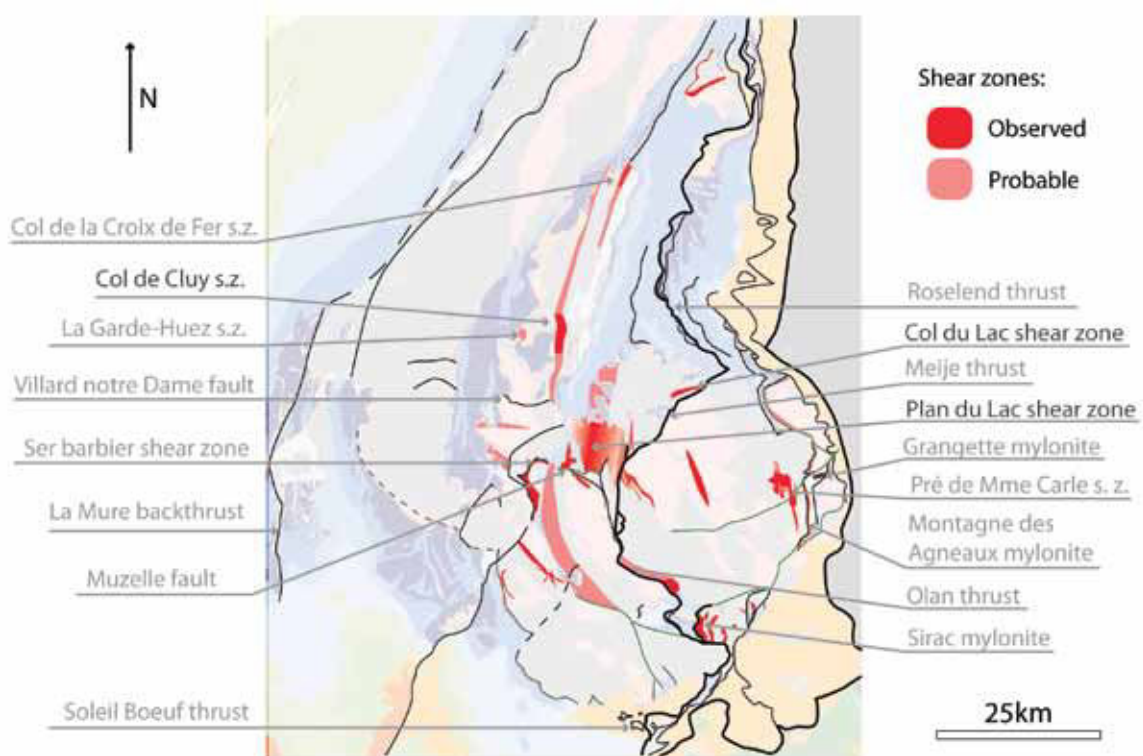 N
Shear zones:
Observed
Probable
Col de la Croix de Fer s.z.
Col de Cluy s.z.
La Garde-Huez s.z.
Villard notre Dame fault
Ser barbier shear zone
La Mure backthrust
Muzelle fault
Soleil Boeuf thrust
Roselend thrust
Col du Lac shear zone
Meije thrust
Plan du Lac shear zone
Grangette mylonite
Pré de Mme Carle s. z.
Montagne des
Agneaux mylonite
Olan thrust
Sirac mylonite
25km